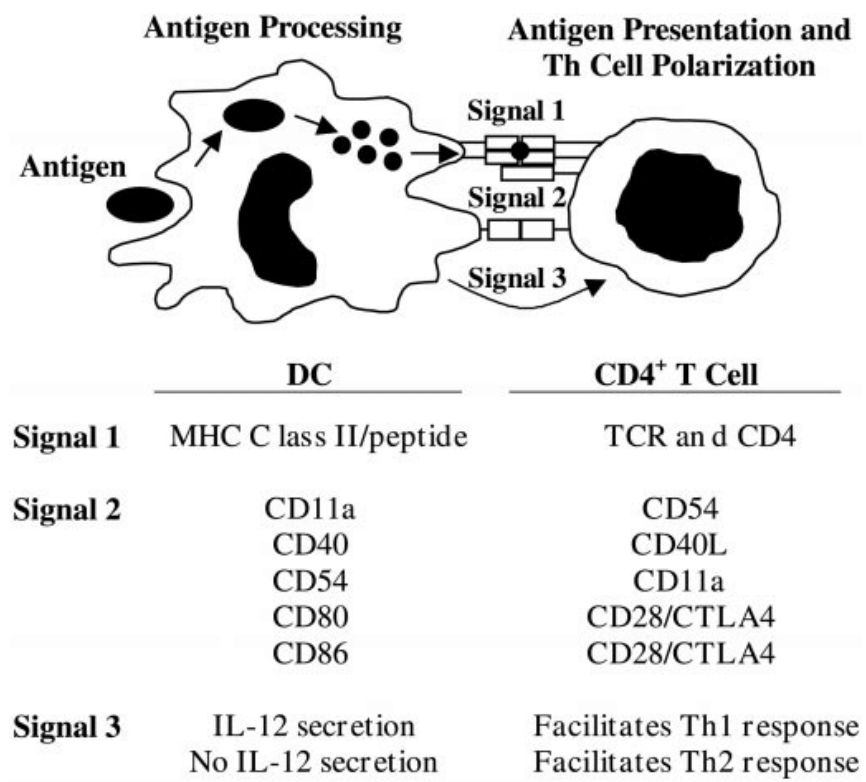 Antigen Processing
Antigen Presentation and
Th Cell Polarization
Signal 1
Antigen
Signal 2
Signal 3
DC CD4⁺ T Cell
Signal 1 MHC C lass II/peptide TCR an d CD4
Signal 2 CD11a CD54
CD40 CD40L
CD54 CD11a
CD80 CD28/CTLA4
CD86 CD28/CTLA4
Signal 3 IL-12 secretion Facilitates Th1 response
No IL-12 secretion Facilitates Th2 response